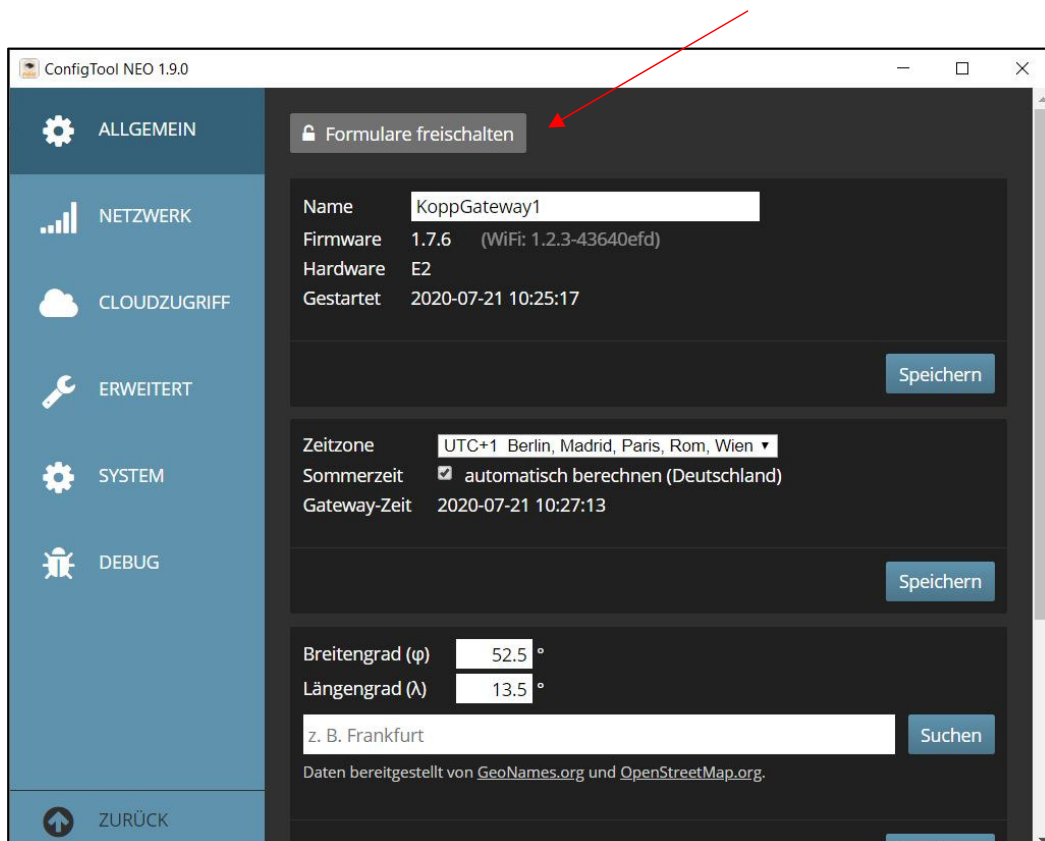 ConfigTool NEO 1.9.0
ALLGEMEIN
NETZWERK
CLOUDZUGRIFF
ERWEITERT
SYSTEM
DEBUG
ZURÜCK
Formulare freischalten
Name KoppGateway1
Firmware 1.7.6 (WiFi: 1.2.3-43640efd)
Hardware E2
Gestartet 2020-07-21 10:25:17
Speichern
Zeitzone UTC+1 Berlin, Madrid, Paris, Rom, Wien
Sommerzeit automatisch berechnen (Deutschland)
Gateway-Zeit 2020-07-21 10:27:13
Speichern
Breitengrad (φ) 52.5 °
Längengrad (λ) 13.5 °
z. B. Frankfurt Suchen
Daten bereitgestellt von GeoNames.org und OpenStreetMap.org.